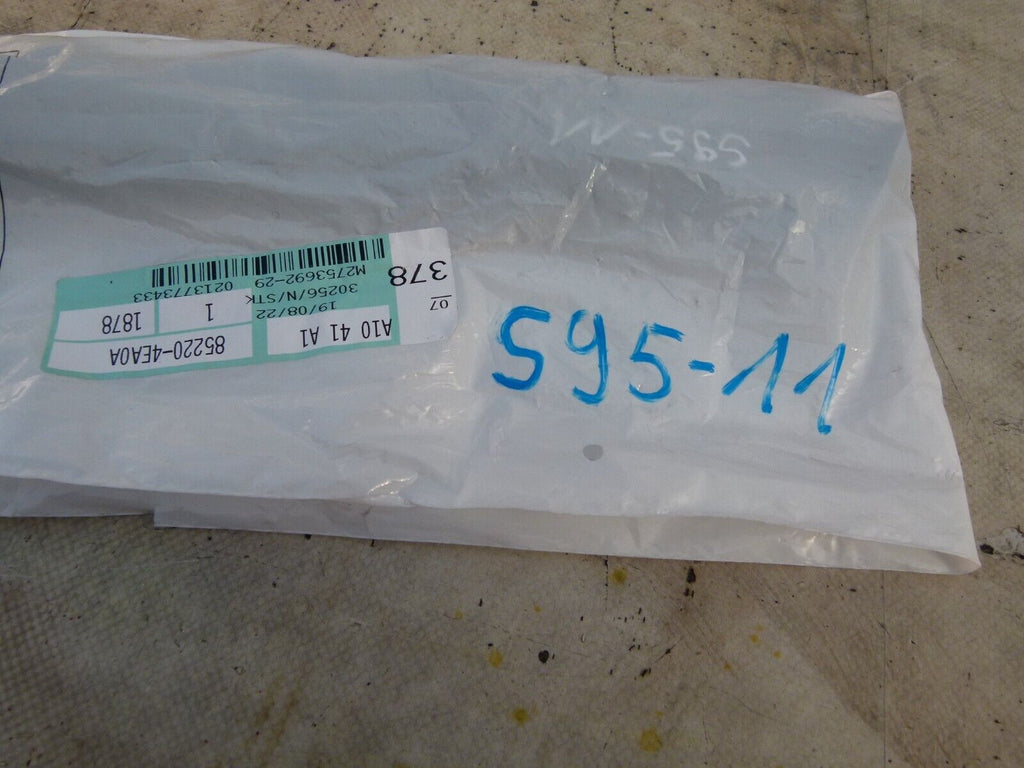 S95-11
S95-11
85220-4EA0A
A10 41 A1
1
1878
19/08/22
30256/N/STK
0213773433
M2753692-29
07
378